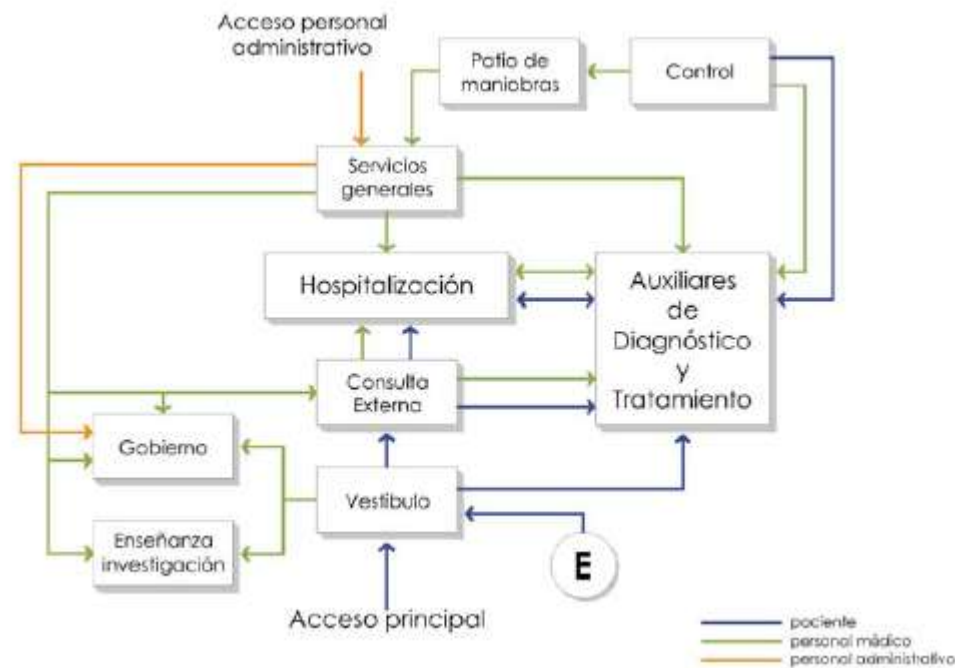 Acceso personal
administrativo
Patio de
maniobras
Control
Servicios
generales
Hospitalización
Auxiliares
de
Diagnóstico
y
Tratamiento
Consulta
Externa
Gobierno
Vestíbulo
Enseñanza
investigación
E
Acceso principal
paciente
personal médico
personal administrativo